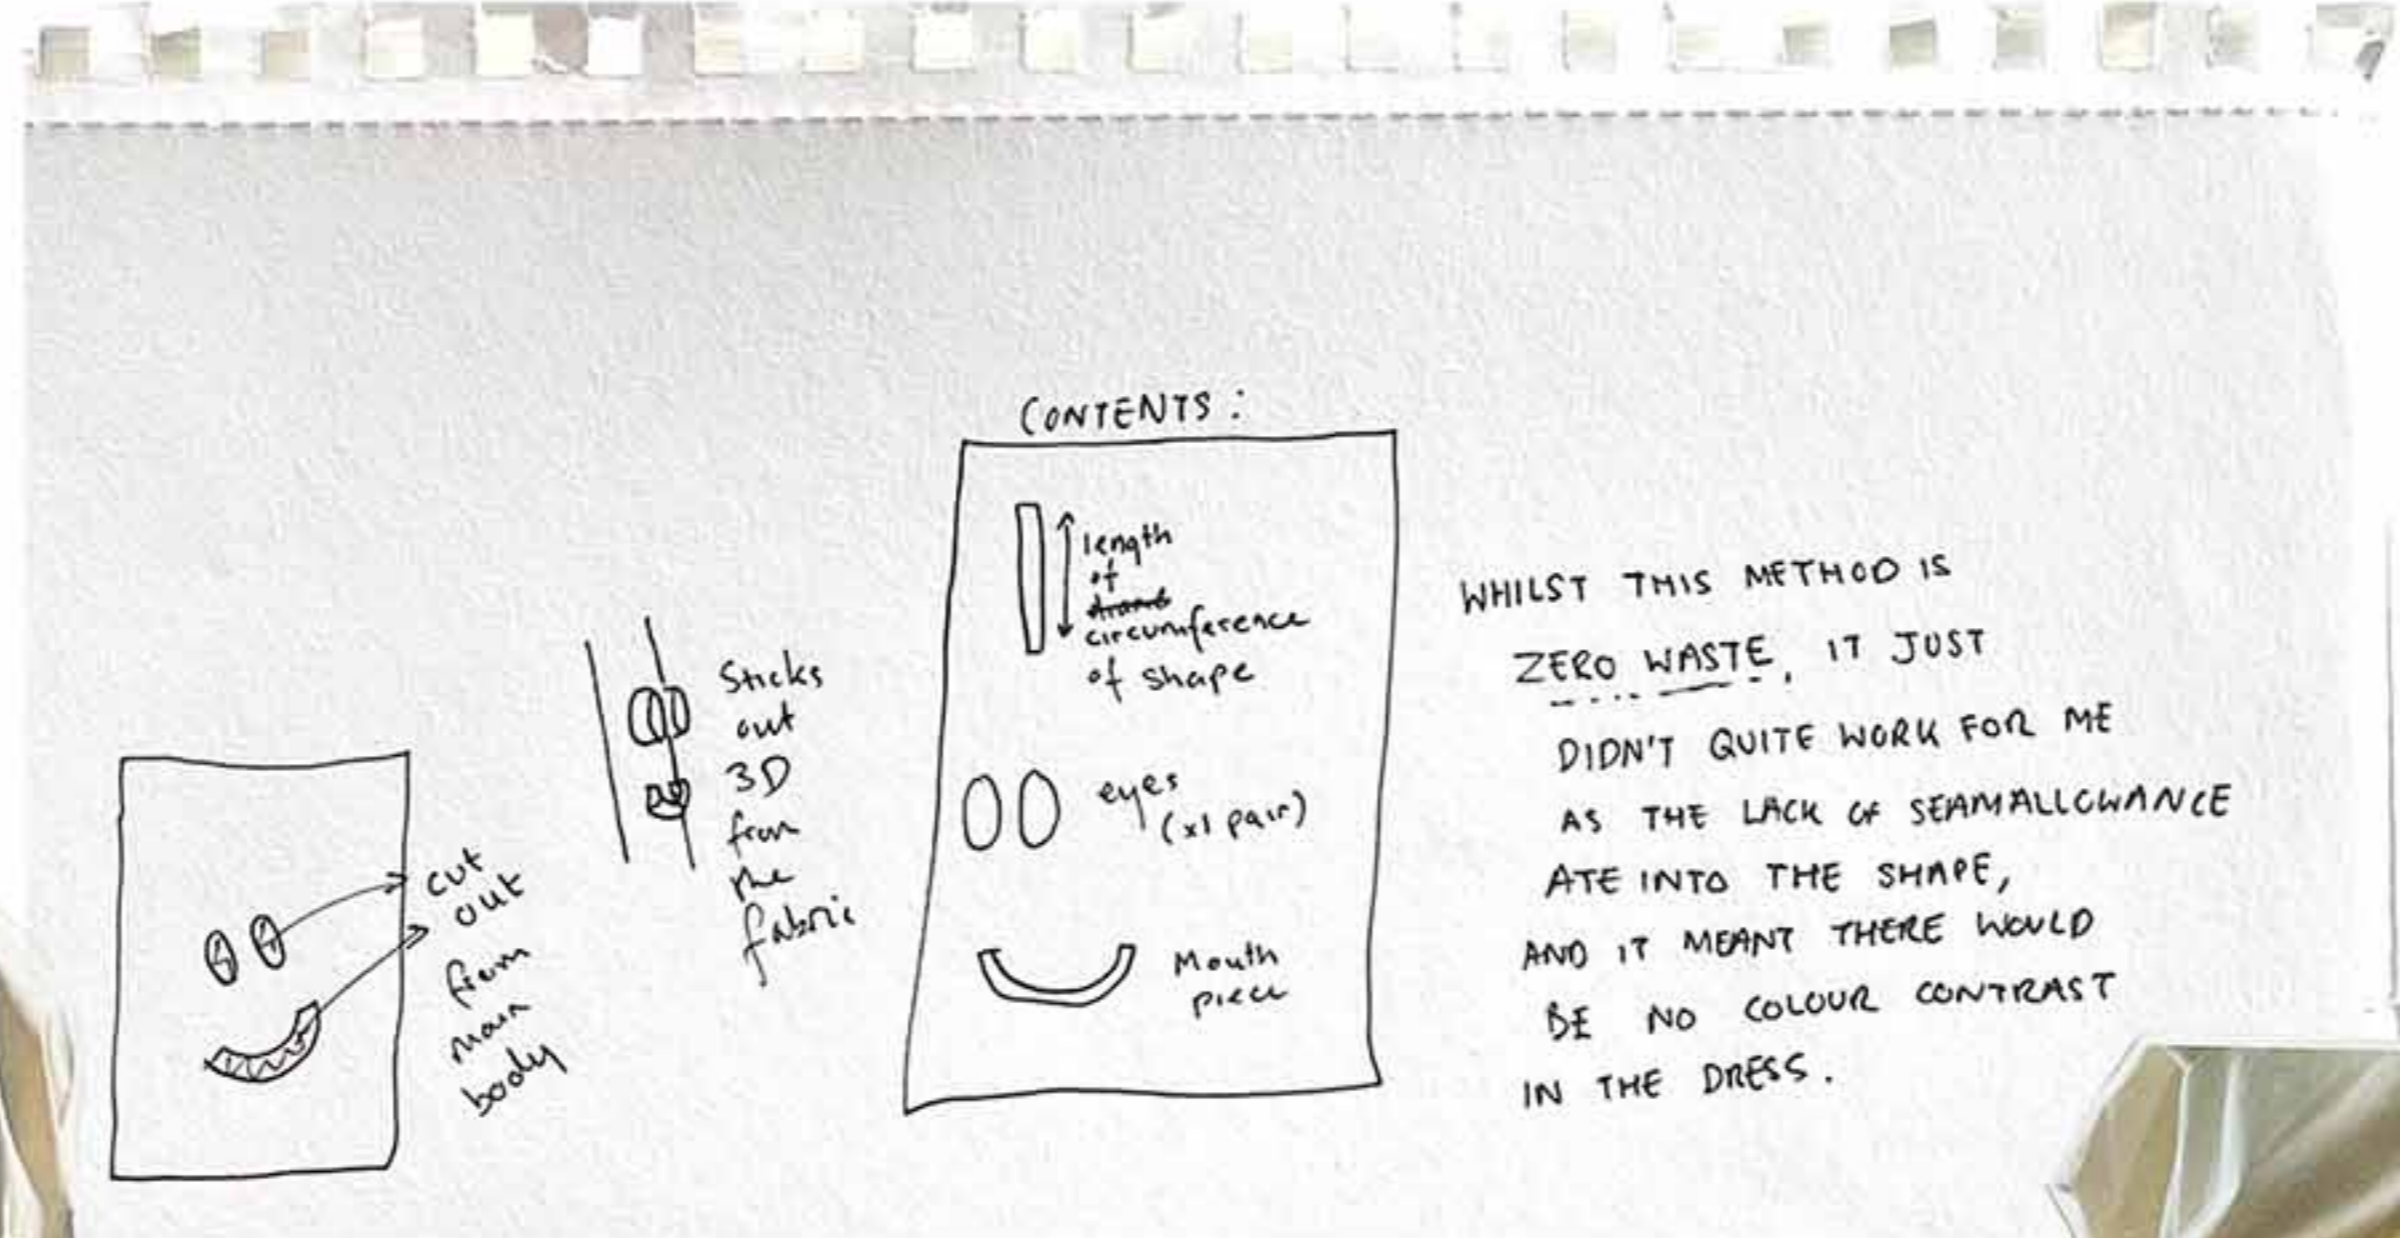 cut
out
from
main
body
Sticks
out
3D
from
the
fabric
CONTENTS:
length
of
circumference
of shape
eyes
(x1 pair)
Mouth
piece
WHILST THIS METHOD IS
ZERO WASTE, IT JUST
DIDN'T QUITE WORK FOR ME
AS THE LACK OF SEAMALLOWANCE
ATE INTO THE SHAPE,
AND IT MEANT THERE WOULD
BE NO COLOUR CONTRAST
IN THE DRESS.